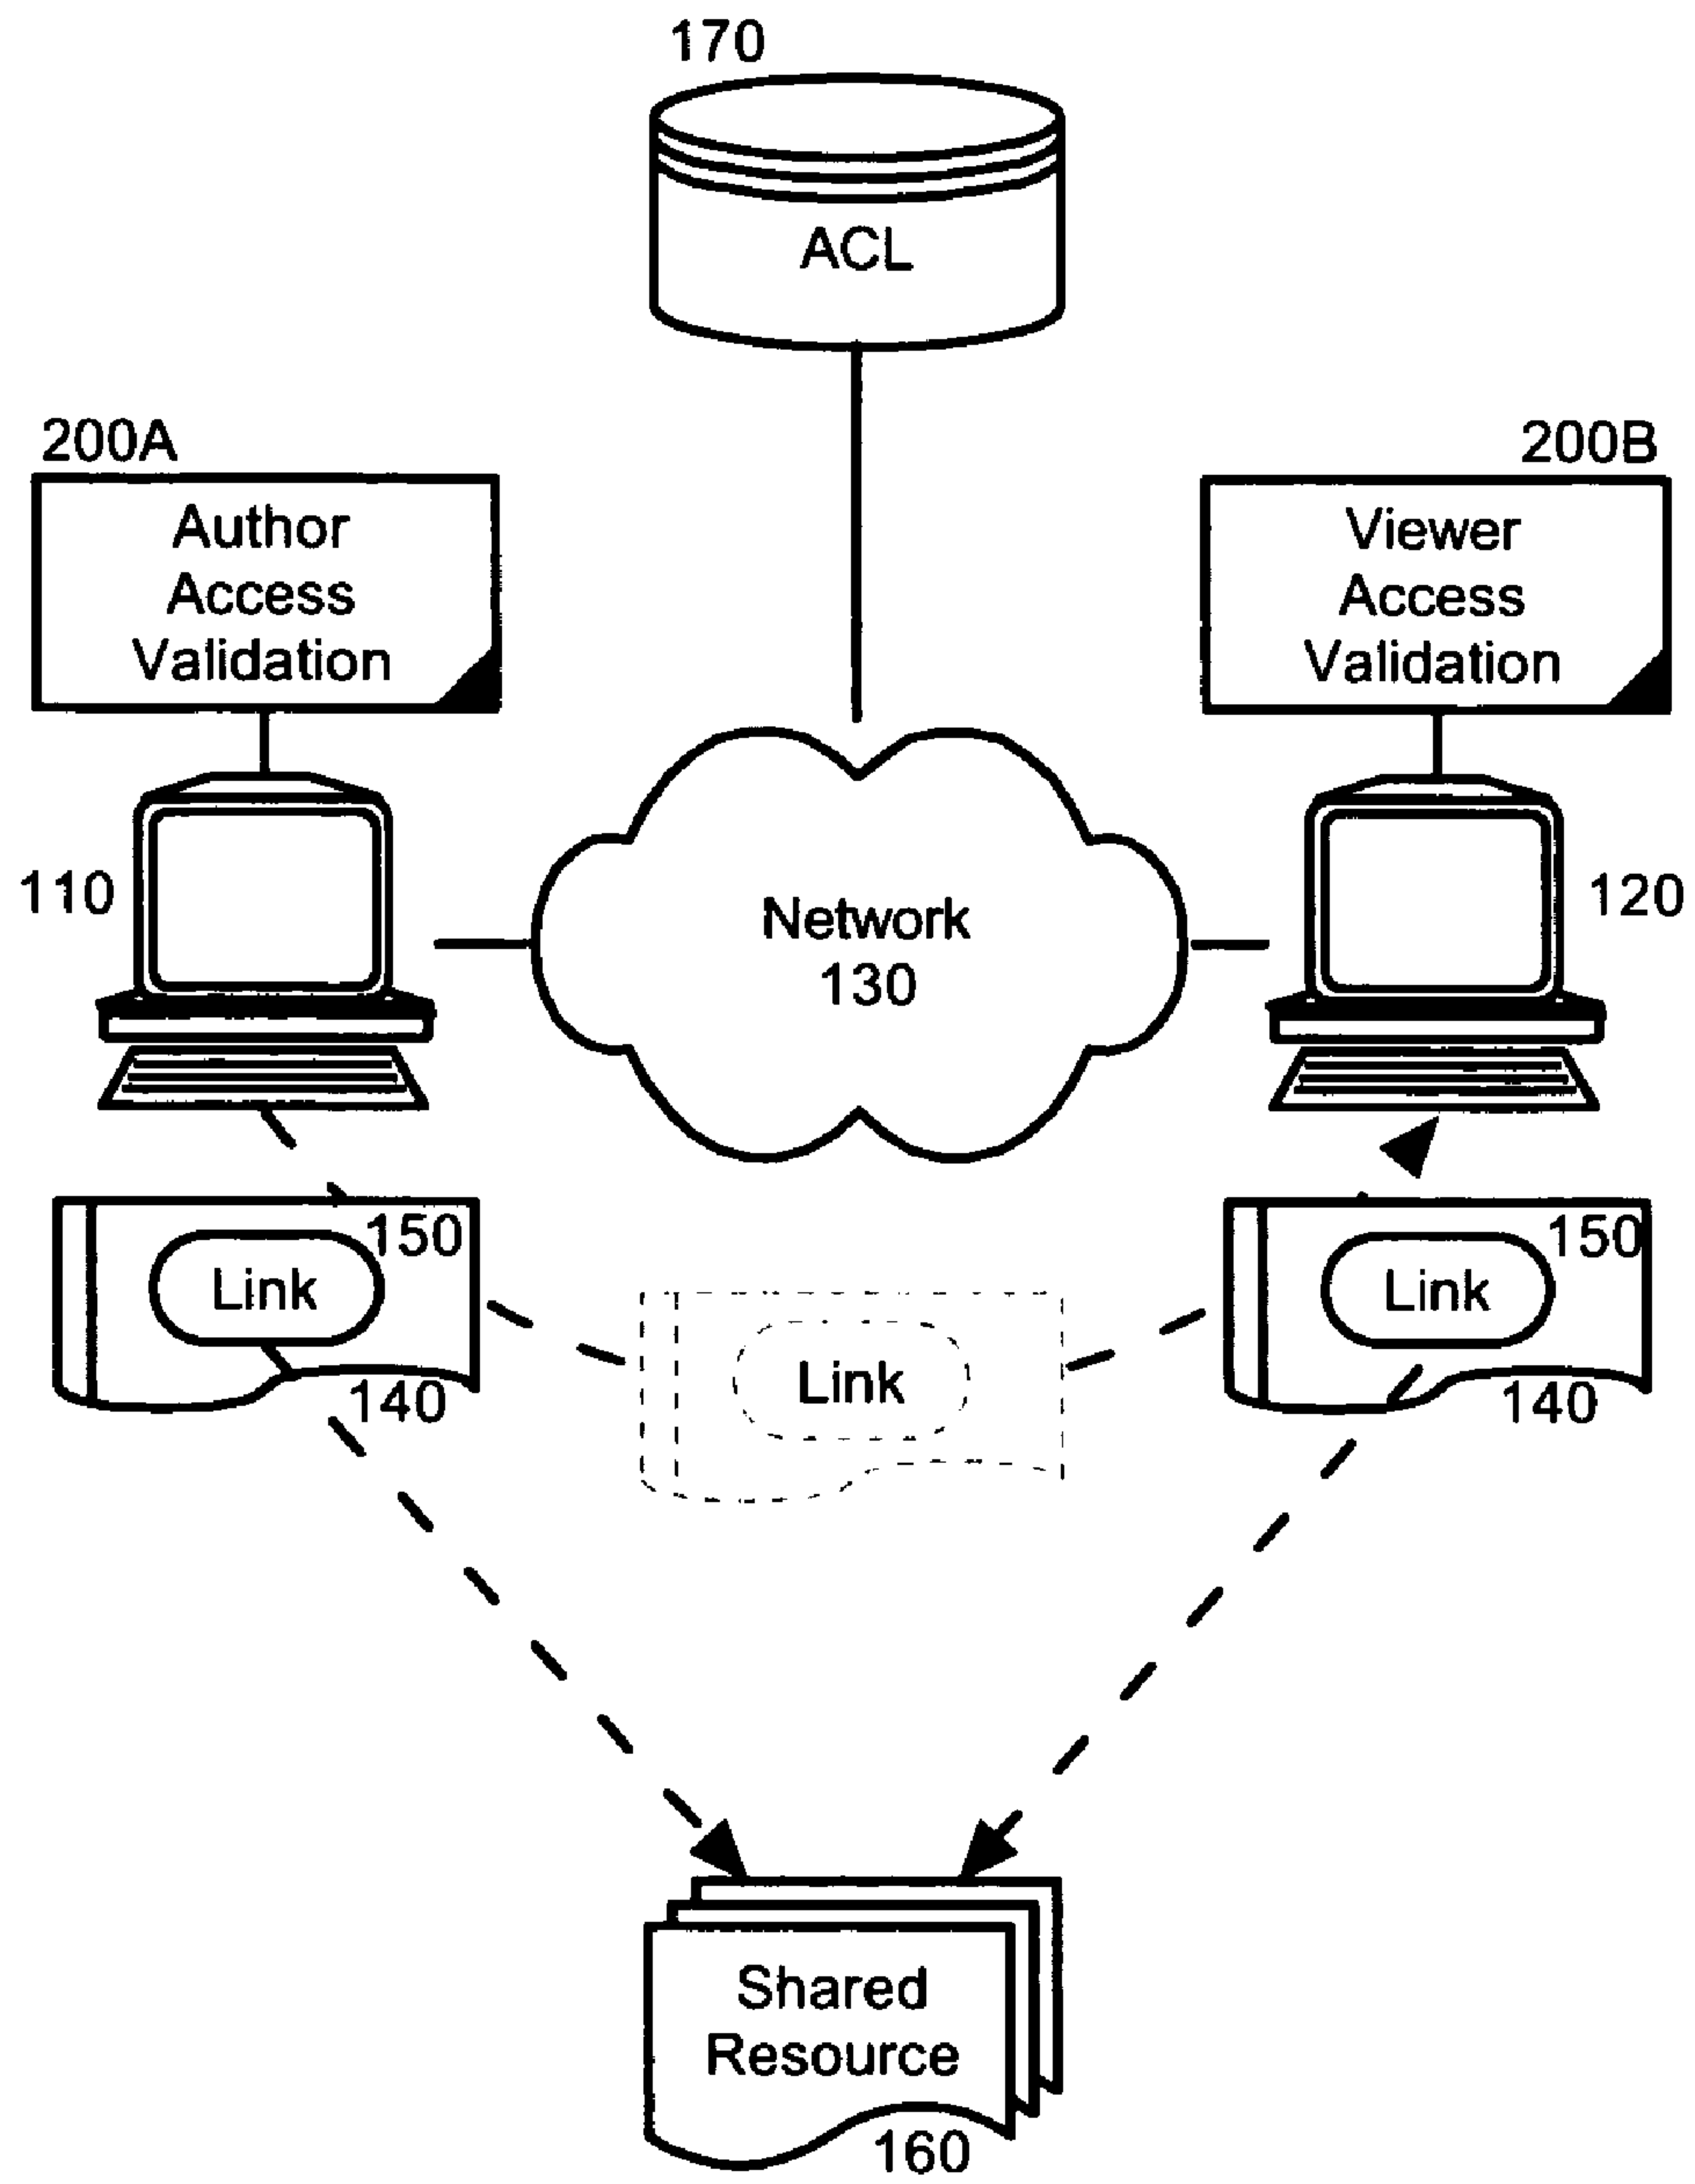 170
ACL
200A
Author
Access
Validation
200B
Viewer
Access
Validation
110
Network
130
120
150
Link
140
Link
150
Link
140
Shared
Resource
160